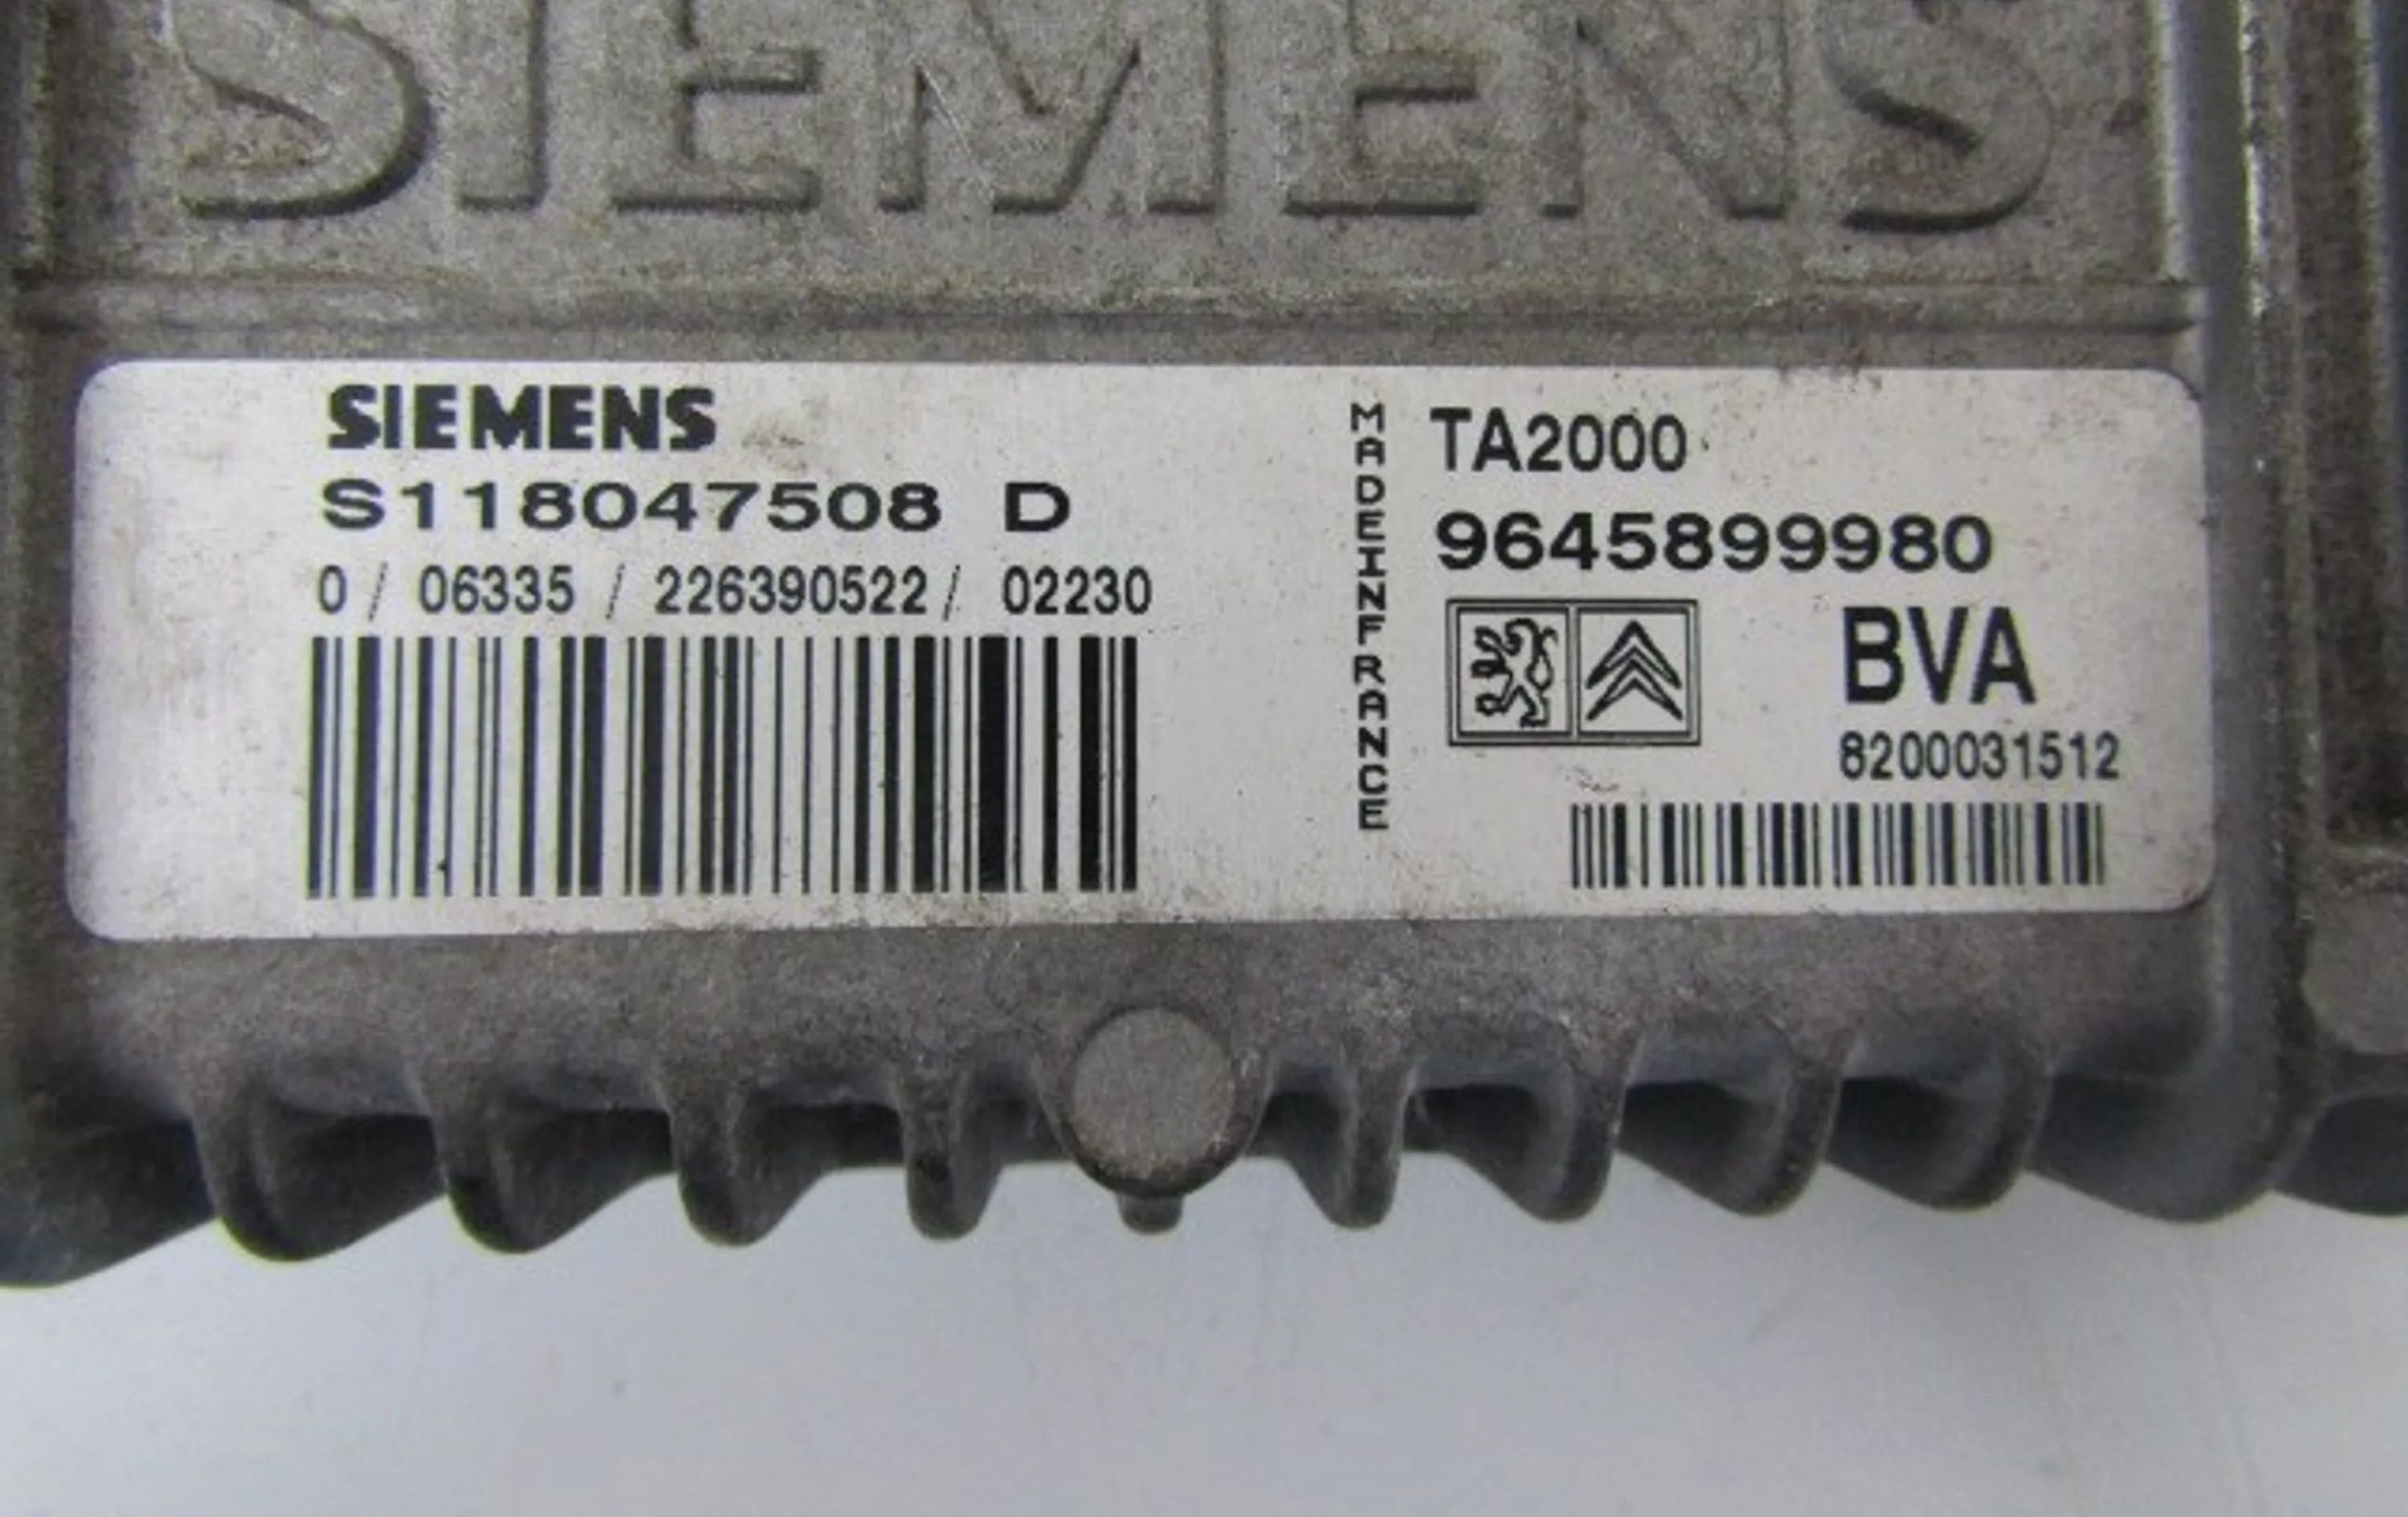 SIEMENS
SIEMENS
S118047508 D
0 / 06335 / 226390522 / 02230
MADEINFRANCE
TA2000
9645899980
BVA
8200031512